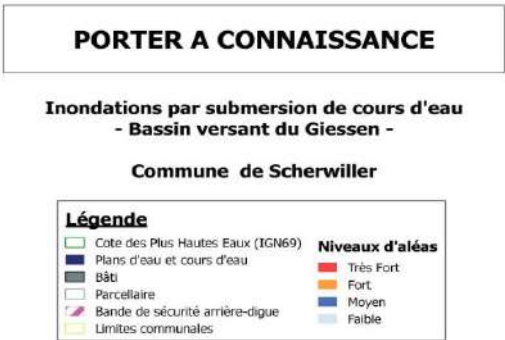 PORTER A CONNAISSANCE
Inondations par submersion de cours d'eau
- Bassin versant du Giessen -
Commune de Scherwiller
Légende
Cote des Plus Hautes Eaux (IGN69)
Plans d'eau et cours d'eau
Bâti
Parcellaire
Bande de sécurité arrière-digue
Limites communales
Niveaux d'aléas
Très Fort
Fort
Moyen
Faible